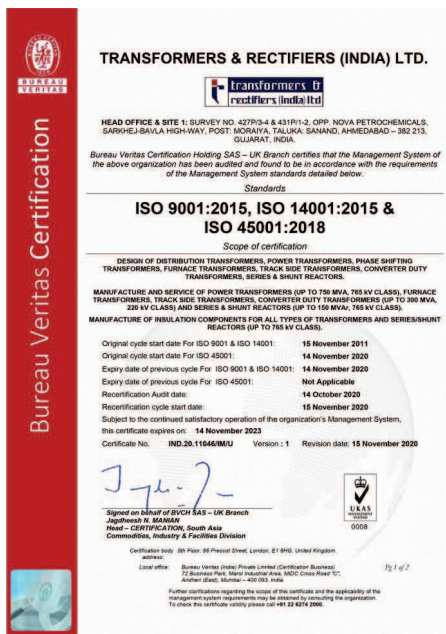 BUREAU
VERITAS
Bureau Veritas Certification
TRANSFORMERS & RECTIFIERS (INDIA) LTD.
transformers &
rectifiers (india) ltd
HEAD OFFICE & SITE 1: SURVEY NO. 427P/3-4 & 431P/1-2, OPP. NOVA PETROCHEMICALS,
SARKHEJ-BAVLA HIGH-WAY, POST: MORAIYA, TALUKA: SANAND, AHMEDABAD – 382 213,
GUJARAT, INDIA.
Bureau Veritas Certification Holding SAS – UK Branch certifies that the Management System of
the above organization has been audited and found to be in accordance with the requirements
of the Management System standards detailed below.
Standards
ISO 9001:2015, ISO 14001:2015 &
ISO 45001:2018
Scope of certification
DESIGN OF DISTRIBUTION TRANSFORMERS, POWER TRANSFORMERS, PHASE SHIFTING
TRANSFORMERS, FURNACE TRANSFORMERS, TRACK SIDE TRANSFORMERS, CONVERTER DUTY
TRANSFORMERS, SERIES & SHUNT REACTORS.
MANUFACTURE AND SERVICE OF POWER TRANSFORMERS (UP TO 750 MVA, 765 kV CLASS), FURNACE
TRANSFORMERS, TRACK SIDE TRANSFORMERS, CONVERTER DUTY TRANSFORMERS (UP TO 300 MVA,
220 kV CLASS) AND SERIES & SHUNT REACTORS (UP TO 150 MVAr, 765 kV CLASS).
MANUFACTURE OF INSULATION COMPONENTS FOR ALL TYPES OF TRANSFORMERS AND SERIES/SHUNT
REACTORS (UP TO 765 kV CLASS).
Original cycle start date For ISO 9001 & ISO 14001: 15 November 2011
Original cycle start date For ISO 45001: 14 November 2020
Expiry date of previous cycle For ISO 9001 & ISO 14001: 14 November 2020
Expiry date of previous cycle For ISO 45001: Not Applicable
Recertification Audit date: 14 October 2020
Recertification cycle start date: 15 November 2020
Subject to the continued satisfactory operation of the organization's Management System,
this certificate expires on: 14 November 2023
Certificate No. IND.20.11046/IM/U Version : 1 Revision date: 15 November 2020
Signed on behalf of BVCH SAS – UK Branch
Jagdheesh N. MANIAN
Head – CERTIFICATION, South Asia
Commodities, Industry & Facilities Division
UKAS
MANAGEMENT
SYSTEMS
0008
Certification body address: 5th Floor, 66 Prescot Street, London, E1 8HG, United Kingdom.
Local office: Bureau Veritas (India) Private Limited (Certification Business)
72 Business Park, Marol Industrial Area, MIDC Cross Road "C",
Andheri (East), Mumbai – 400 093, India.
Pg 1 of 2
Further clarifications regarding the scope of this certificate and the applicability of the
management system requirements may be obtained by consulting the organization.
To check this certificate validity please call +91 22 6274 2000.